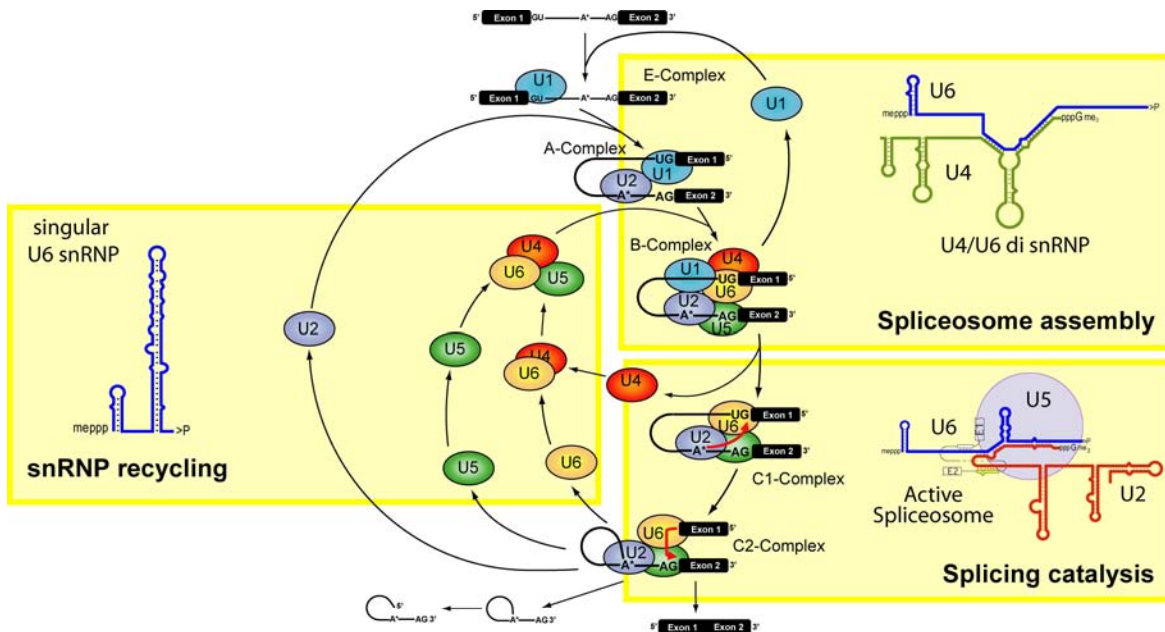 5' Exon 1 GU A* AG Exon 2 3'
U1
5' Exon 1 GU A* AG Exon 2 3'
E-Complex
U1
A-Complex
UG Exon 1 5'
U1
U2
A* AG Exon 2 3'
B-Complex
U4
U1 UG Exon 1 5'
U6
U2
A* AG Exon 2 3'
U5
U6
meppp >P
pppGme3
U4
U4/U6 di snRNP
Spliceosome assembly
singular
U6 snRNP
meppp >P
snRNP recycling
U2
U4
U6 U5
U5
U4
U6
U4
U5
U6
UG Exon 1 5'
U6
U2
A* AG Exon 2 3'
C1-Complex
U6 Exon 1 5'
C2-Complex
U2
A* AG Exon 2 3'
U5
U6
E1
meppp >P
pppGme3
E2
U2
Active
Spliceosome
Splicing catalysis
5'
A* AG 3'
A* AG 3'
5' Exon 1 Exon 2 3'